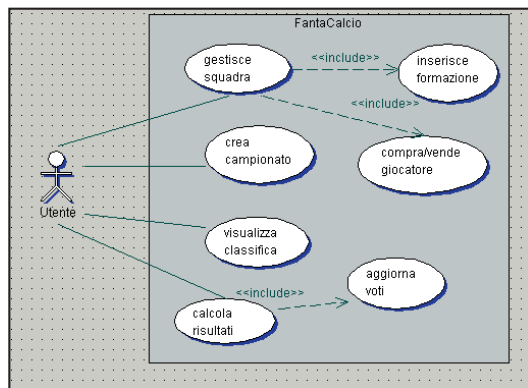 FantaCalcio
gestisce
squadra
<<include>>
inserisce
formazione
<<include>>
crea
campionato
compra/vende
giocatore
Utente
visualizza
classifica
aggiorna
voti
<<include>>
calcola
risultati